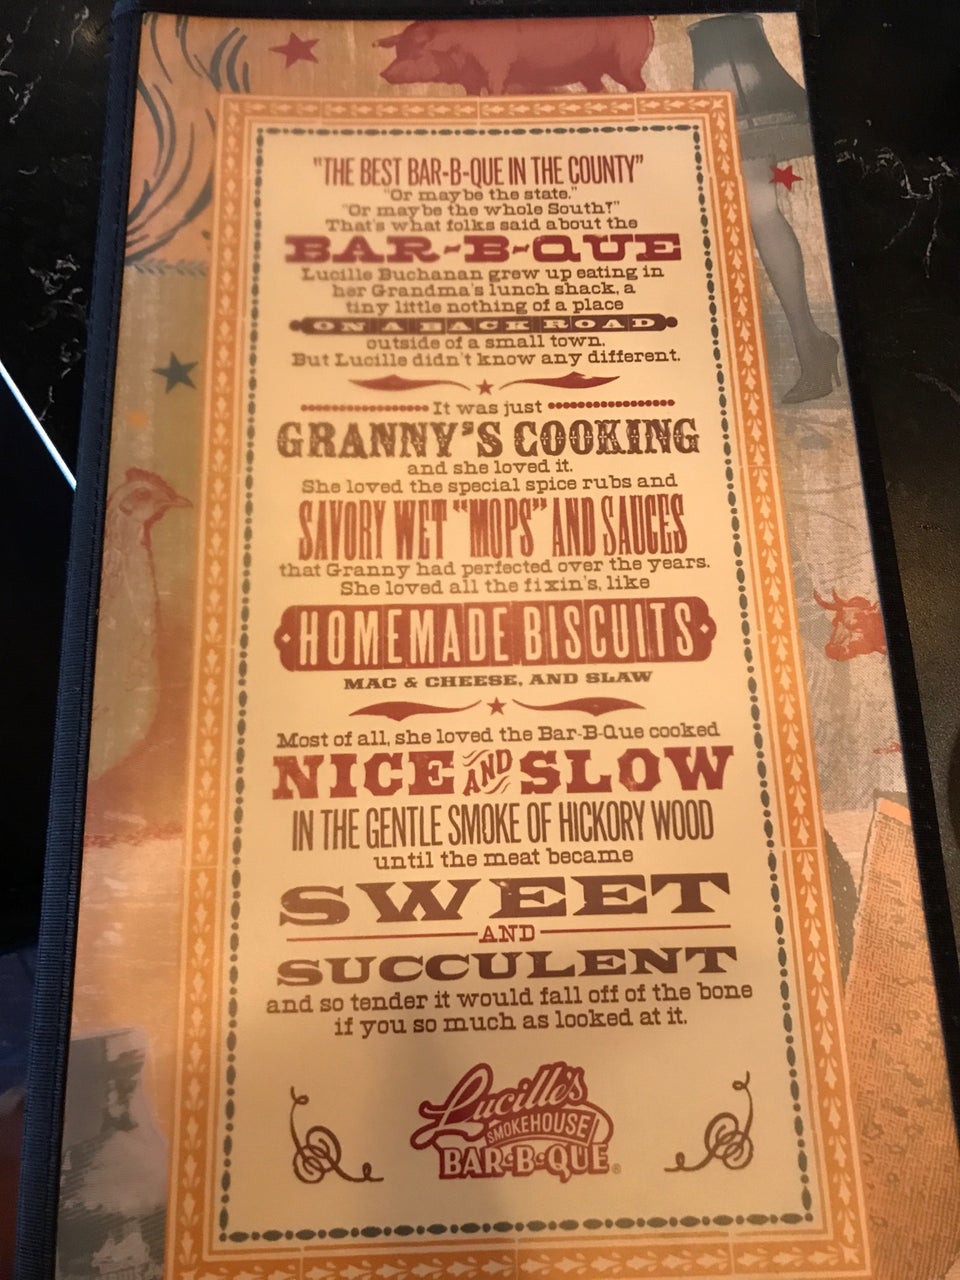 "THE BEST BAR-B-QUE IN THE COUNTY"
"Or maybe the state."
"Or maybe the whole South!"
That's what folks said about the
BAR-B-QUE
Lucille Buchanan grew up eating in
her Grandma's lunch shack, a
tiny little nothing of a place
ON A BACK ROAD
outside of a small town.
But Lucille didn't know any different.
It was just
GRANNY'S COOKING
and she loved it.
She loved the special spice rubs and
SAVORY WET "MOPS" AND SAUCES
that Granny had perfected over the years.
She loved all the fixin's, like
HOMEMADE BISCUITS
MAC & CHEESE, AND SLAW
Most of all, she loved the Bar-B-Que cooked
NICE AND SLOW
IN THE GENTLE SMOKE OF HICKORY WOOD
until the meat became
SWEET
AND
SUCCULENT
and so tender it would fall off of the bone
if you so much as looked at it.
Lucille's
SMOKEHOUSE
BAR-B-QUE®